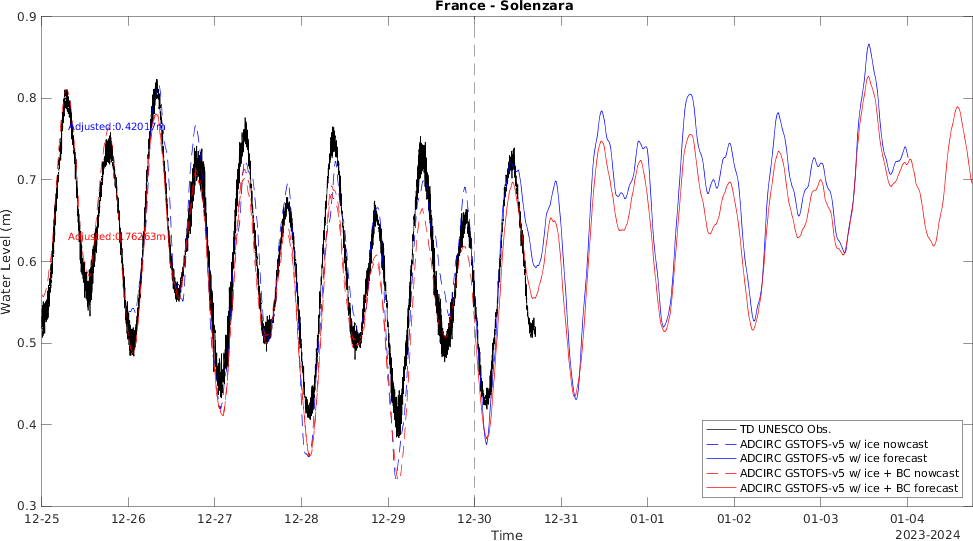 France - Solenzara
0.9
0.8
0.7
0.6
0.5
0.4
0.3
Water Level (m)
Adjusted:0.42017m
Adjusted:0.76263m
TD UNESCO Obs.
ADCIRC GSTOFS-v5 w/ ice nowcast
ADCIRC GSTOFS-v5 w/ ice forecast
ADCIRC GSTOFS-v5 w/ ice + BC nowcast
ADCIRC GSTOFS-v5 w/ ice + BC forecast
12-25 12-26 12-27 12-28 12-29 12-30 12-31 01-01 01-02 01-03 01-04
Time
2023-2024